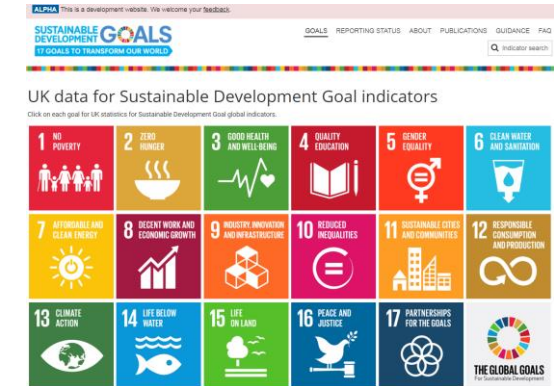 ALPHA This is a development website. We welcome your feedback.
SUSTAINABLE
DEVELOPMENT GOALS
17 GOALS TO TRANSFORM OUR WORLD
GOALS REPORTING STATUS ABOUT PUBLICATIONS GUIDANCE FAQ
Indicator search
UK data for Sustainable Development Goal indicators
Click on each goal for UK statistics for Sustainable Development Goal global indicators.
1 NO
POVERTY
2 ZERO
HUNGER
3 GOOD HEALTH
AND WELL-BEING
4 QUALITY
EDUCATION
5 GENDER
EQUALITY
6 CLEAN WATER
AND SANITATION
7 AFFORDABLE AND
CLEAN ENERGY
8 DECENT WORK AND
ECONOMIC GROWTH
9 INDUSTRY, INNOVATION
AND INFRASTRUCTURE
10 REDUCED
INEQUALITIES
11 SUSTAINABLE CITIES
AND COMMUNITIES
12 RESPONSIBLE
CONSUMPTION
AND PRODUCTION
13 CLIMATE
ACTION
14 LIFE BELOW
WATER
15 LIFE
ON LAND
16 PEACE AND
JUSTICE
17 PARTNERSHIPS
FOR THE GOALS
THE GLOBAL GOALS
For Sustainable Development